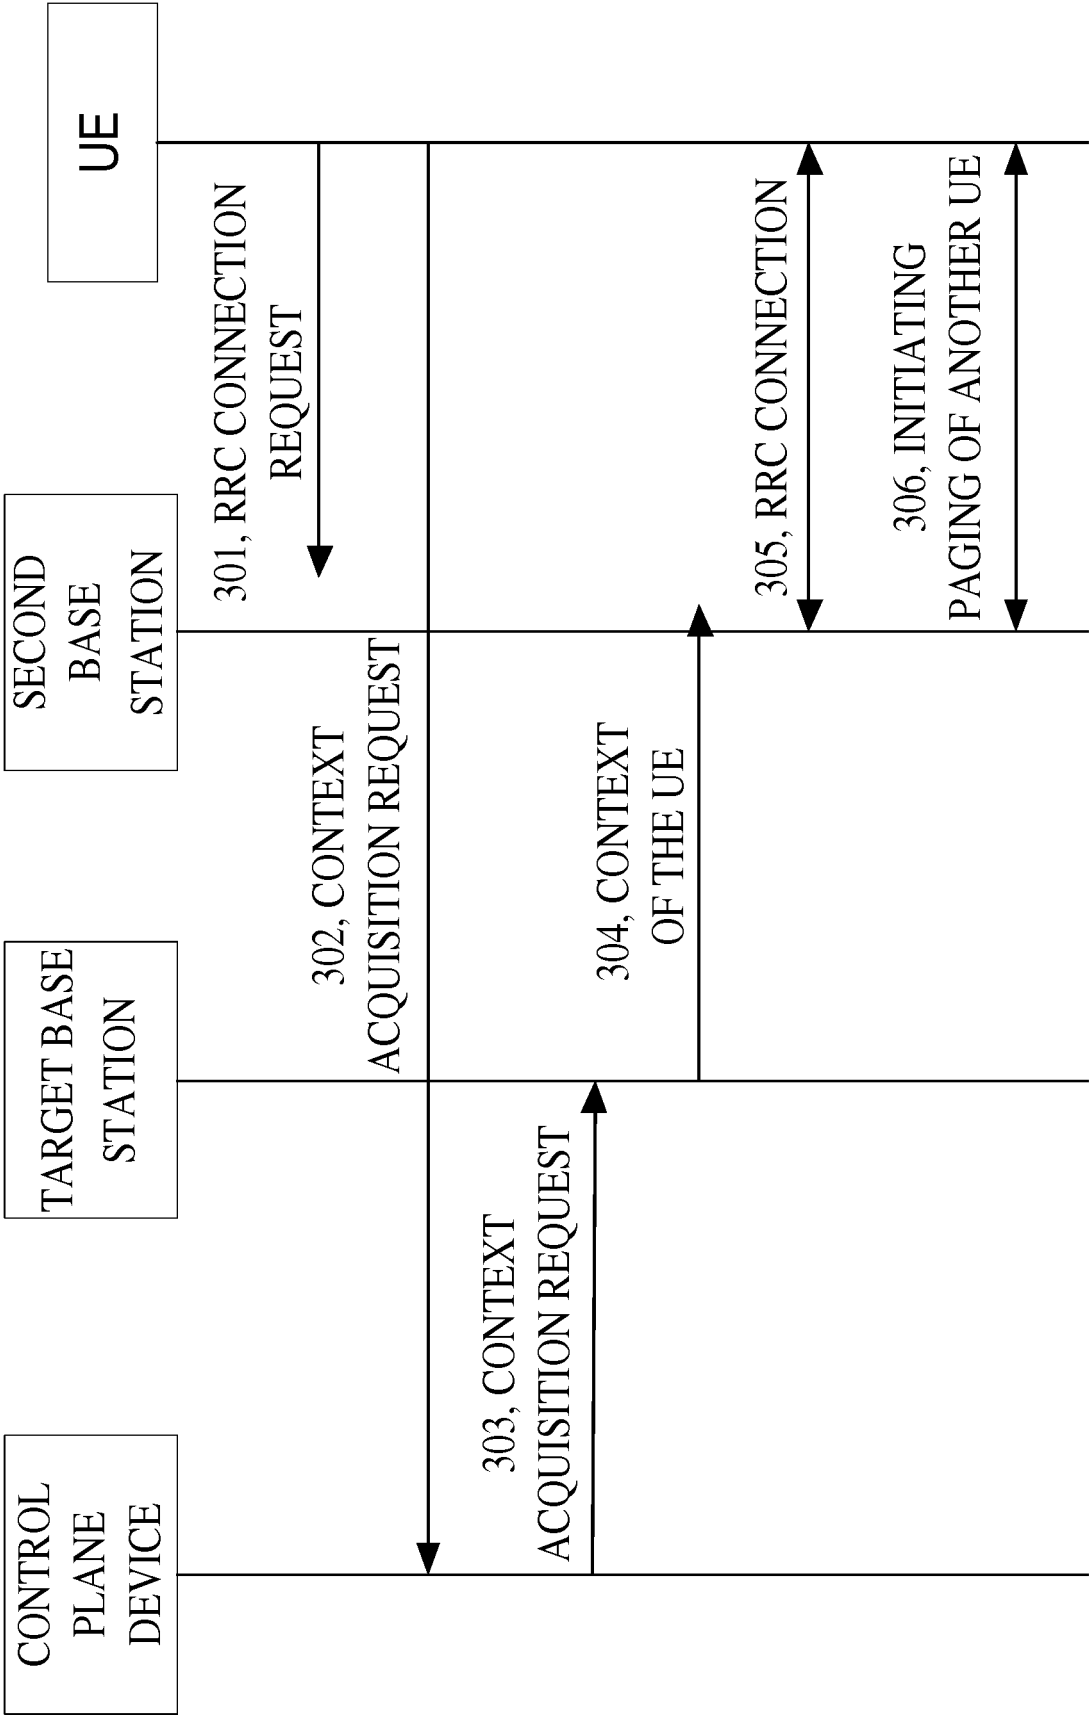 CONTROL
PLANE
DEVICE
TARGET BASE
STATION
SECOND
BASE
STATION
UE
301, RRC CONNECTION
REQUEST
302, CONTEXT
ACQUISITION REQUEST
303, CONTEXT
ACQUISITION REQUEST
304, CONTEXT
OF THE UE
305, RRC CONNECTION
306, INITIATING
PAGING OF ANOTHER UE